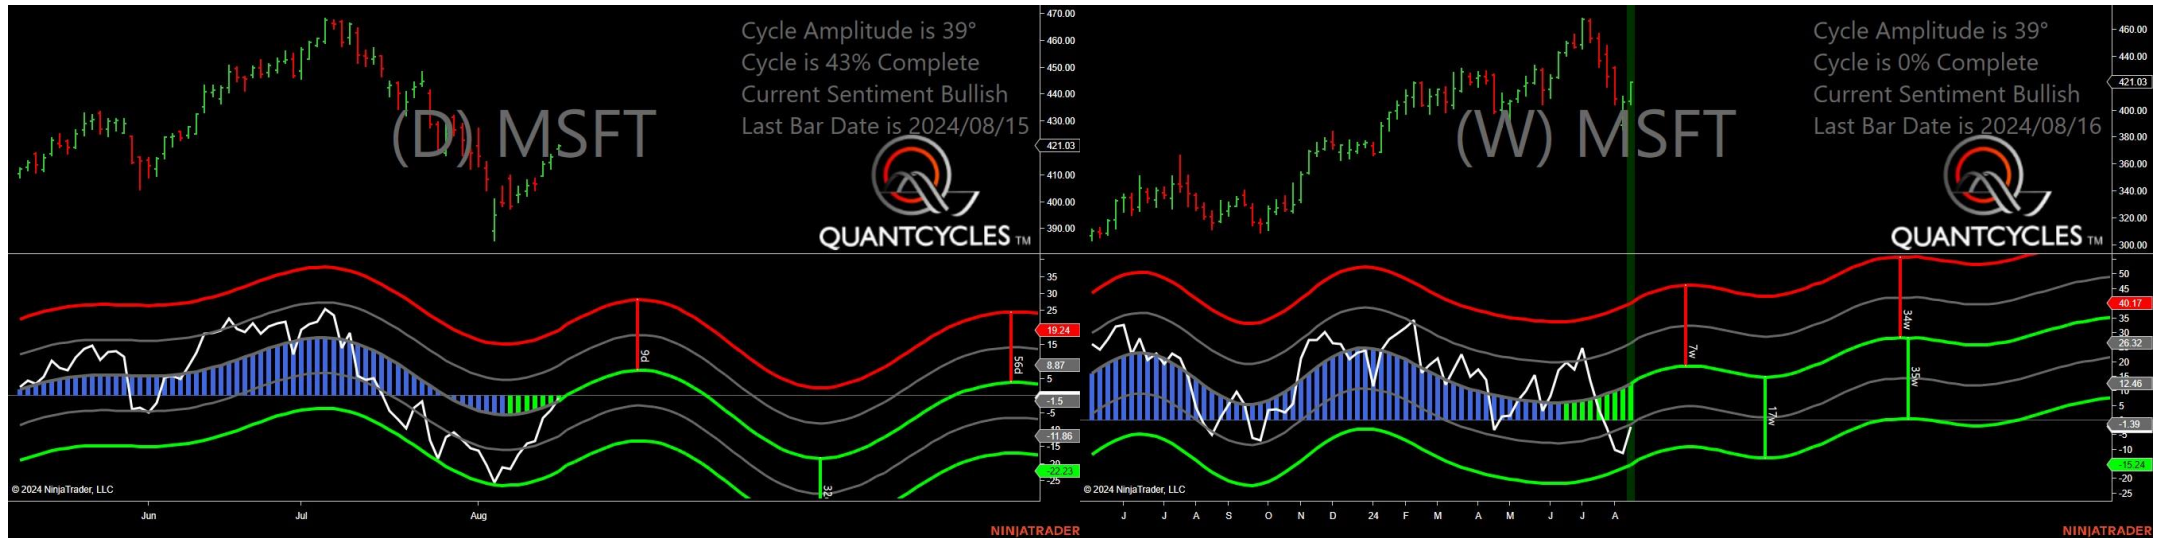 Cycle Amplitude is 39°
Cycle is 43% Complete
Current Sentiment Bullish
Last Bar Date is 2024/08/15
(D) MSFT
QUANTCYCLES TM
470.00
460.00
450.00
440.00
430.00
421.03
410.00
400.00
390.00
35
30
25
19.24
15
8.87
5
-1.5
-5
-11.86
-15
-20
-22.23
-25
9d
56d
32
© 2024 NinjaTrader, LLC
Jun Jul Aug
NINJATRADER
Cycle Amplitude is 39°
Cycle is 0% Complete
Current Sentiment Bullish
Last Bar Date is 2024/08/16
(W) MSFT
QUANTCYCLES TM
460.00
440.00
421.03
400.00
380.00
360.00
340.00
320.00
300.00
50
45
40.17
35
30
26.32
20
15
12.46
5
-1.39
-5
-10
-15.24
-20
-25
7w
17w
34w
35w
© 2024 NinjaTrader, LLC
J J A S O N D 24 F M A M J J A
NINJATRADER